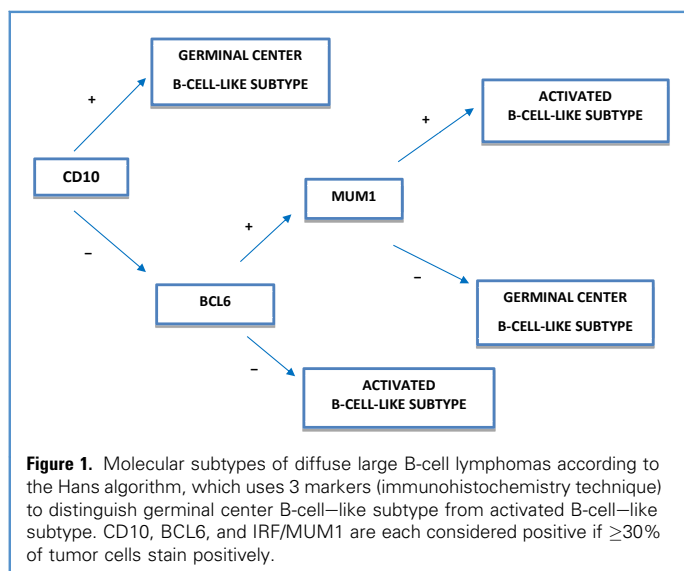 GERMINAL CENTER
B-CELL-LIKE SUBTYPE
ACTIVATED
B-CELL-LIKE SUBTYPE
+
+
CD10
MUM1
+
–
–
BCL6
GERMINAL CENTER
B-CELL-LIKE SUBTYPE
–
ACTIVATED
B-CELL-LIKE SUBTYPE
Figure 1. Molecular subtypes of diffuse large B-cell lymphomas according to
the Hans algorithm, which uses 3 markers (immunohistochemistry technique)
to distinguish germinal center B-cell–like subtype from activated B-cell–like
subtype. CD10, BCL6, and IRF/MUM1 are each considered positive if ≥30%
of tumor cells stain positively.